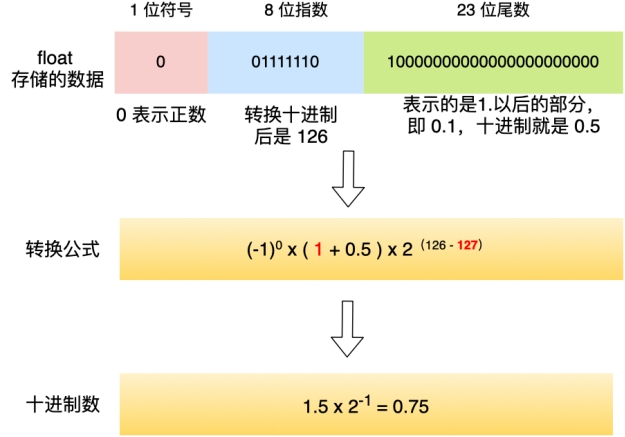 1 位符号 8 位指数 23 位尾数
float
存储的数据
0 01111110 10000000000000000000000
0 表示正数
转换十进制
后是 126
表示的是1.以后的部分，
即 0.1，十进制就是 0.5
转换公式
(-1)⁰ x ( 1 + 0.5 ) x 2 ⁽¹²⁶ ⁻ ¹²⁷⁾
十进制数
1.5 x 2⁻¹ = 0.75